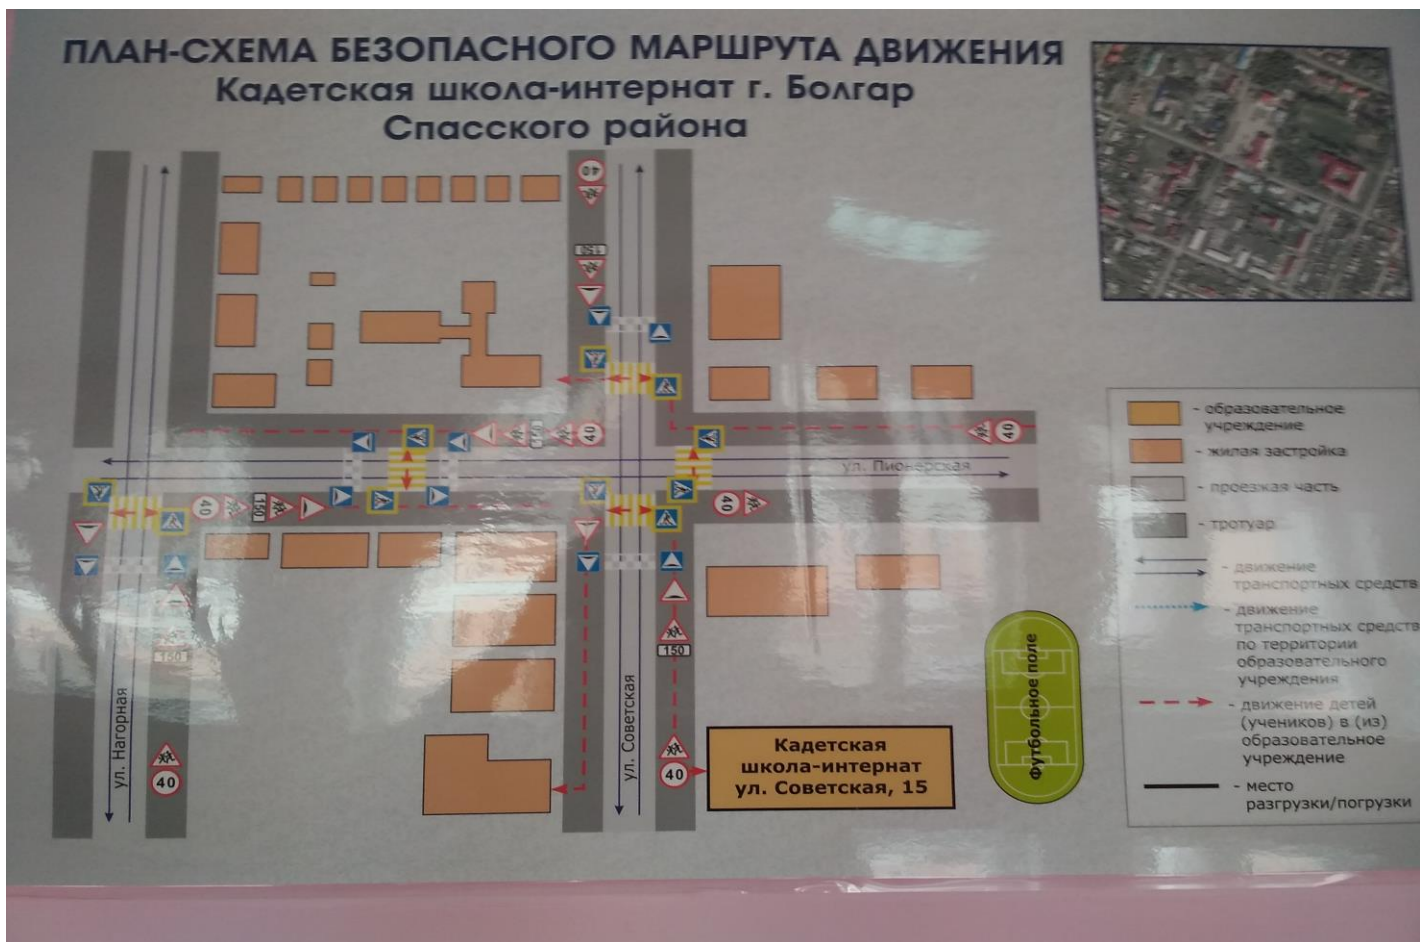 ПЛАН-СХЕМА БЕЗОПАСНОГО МАРШРУТА ДВИЖЕНИЯ
Кадетская школа-интернат г. Болгар
Спасского района
40
150
150
40
40
ул. Пионерская
40
150
40
150
150
40
40
ул. Нагорная
ул. Советская
Кадетская
школа-интернат
ул. Советская, 15
Футбольное поле
- образовательное
учреждение
- жилая застройка
- проезжая часть
- тротуар
- движение
транспортных средств
- движение
транспортных средств
по территории
образовательного
учреждения
- движение детей
(учеников) в (из)
образовательное
учреждение
- место
разгрузки/погрузки